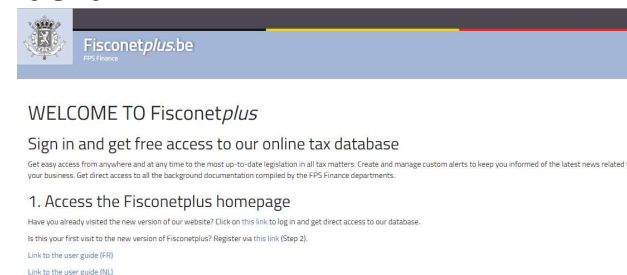 Fisconetplus.be
FPS Finance
WELCOME TO Fisconetplus
Sign in and get free access to our online tax database
Get easy access from anywhere and at any time to the most up-to-date legislation in all tax matters. Create and manage custom alerts to keep you informed of the latest news related
your business. Get direct access to all the background documentation compiled by the FPS Finance departments.
1. Access the Fisconetplus homepage
Have you already visited the new version of our website? Click on this link to log in and get direct access to our database.
Is this your first visit to the new version of Fisconetplus? Register via this link (Step 2).
Link to the user guide (FR)
Link to the user guide (NL)